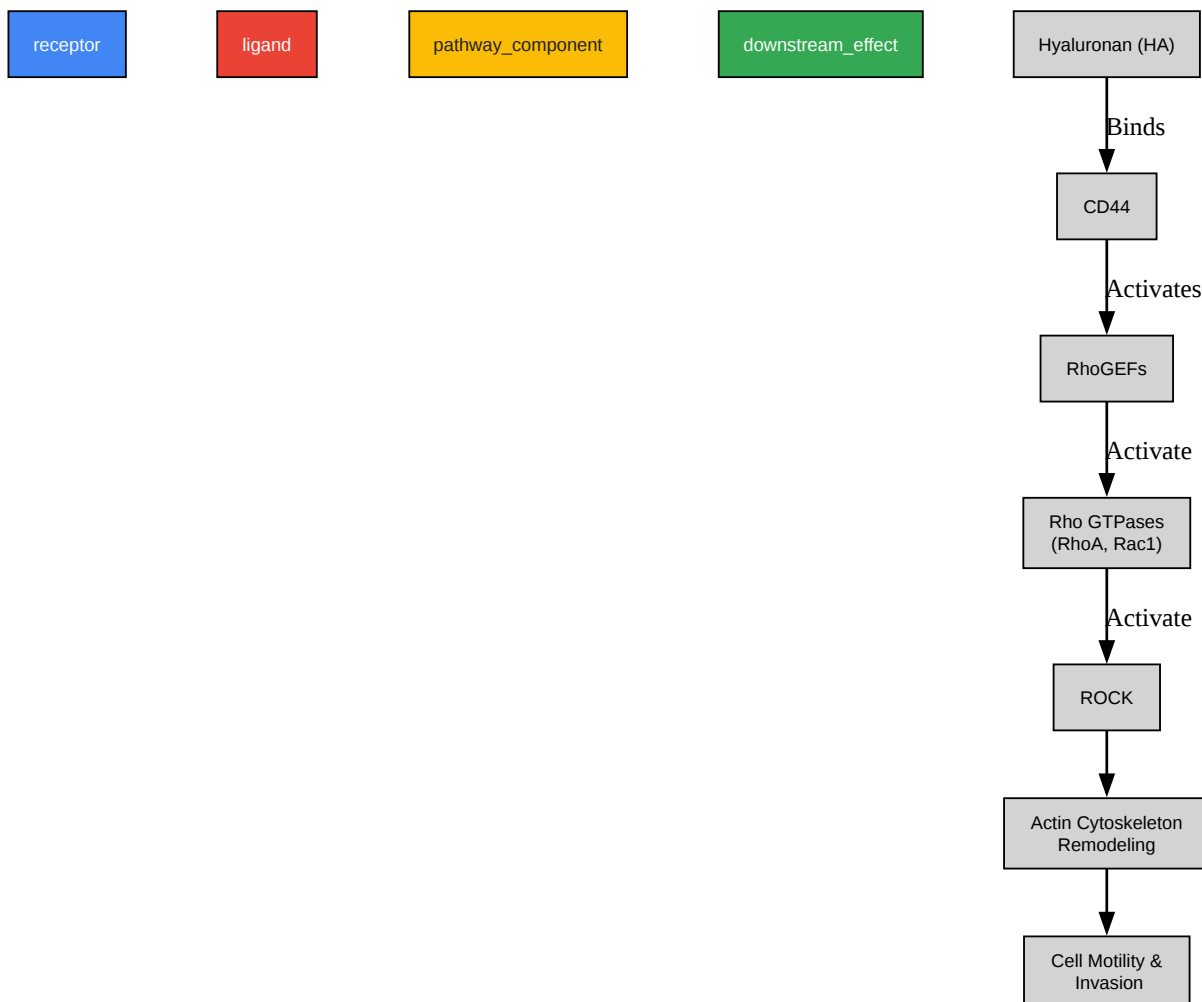 receptor
ligand
pathway_component
downstream_effect
Hyaluronan (HA)
Binds
CD44
Activates
RhoGEFs
Activate
Rho GTPases
(RhoA, Rac1)
Activate
ROCK
Actin Cytoskeleton
Remodeling
Cell Motility &
Invasion